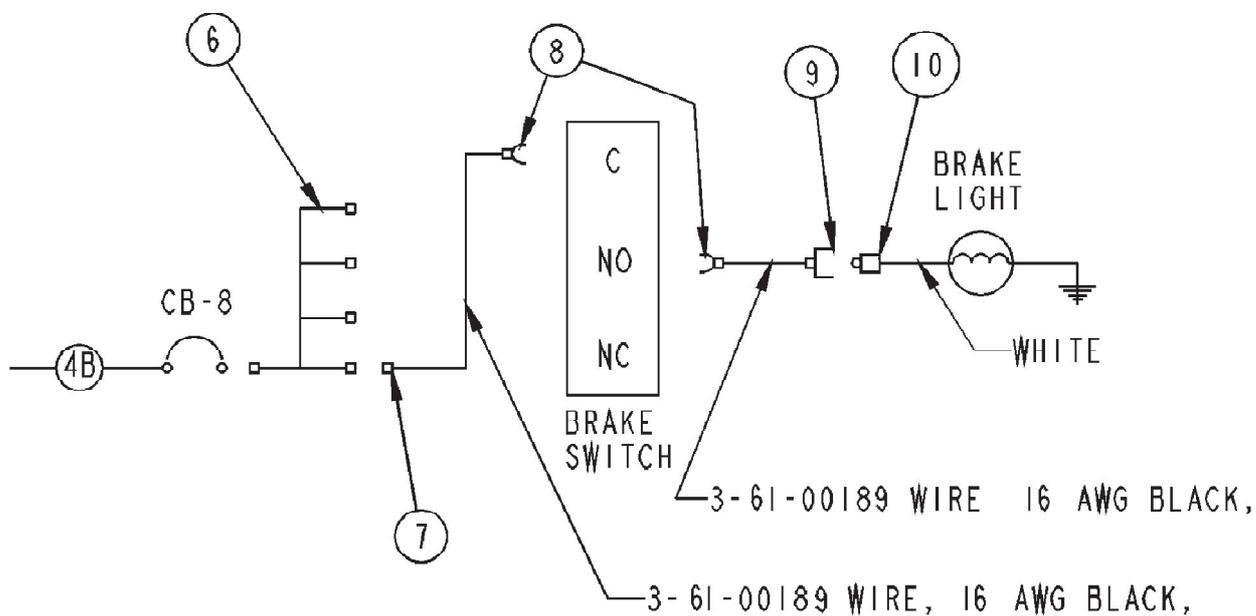 6
8
9
10
C
BRAKE
LIGHT
NO
CB-8
4B
NC
WHITE
BRAKE
SWITCH
3-61-00189 WIRE 16 AWG BLACK,
7
3-61-00189 WIRE, 16 AWG BLACK,